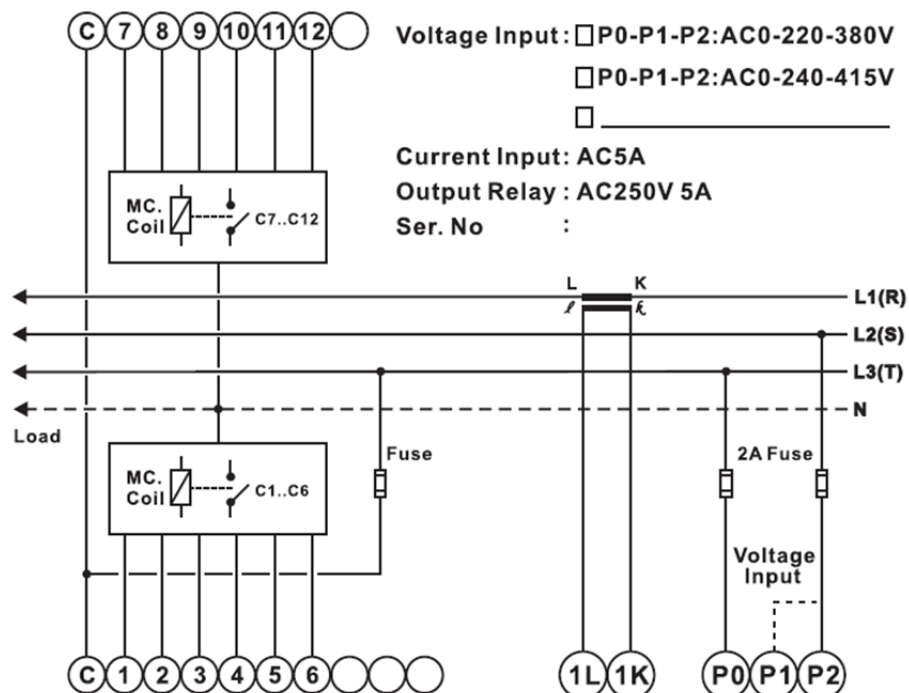 C 7 8 9 10 11 12
Voltage Input: P0-P1-P2:AC0-220-380V
P0-P1-P2:AC0-240-415V
Current Input: AC5A
Output Relay : AC250V 5A
Ser. No :
MC.
Coil
C7..C12
L K
l k
L1(R)
L2(S)
L3(T)
N
Load
MC.
Coil
C1..C6
Fuse
2A Fuse
Voltage
Input
C 1 2 3 4 5 6
1L 1K
P0 P1 P2